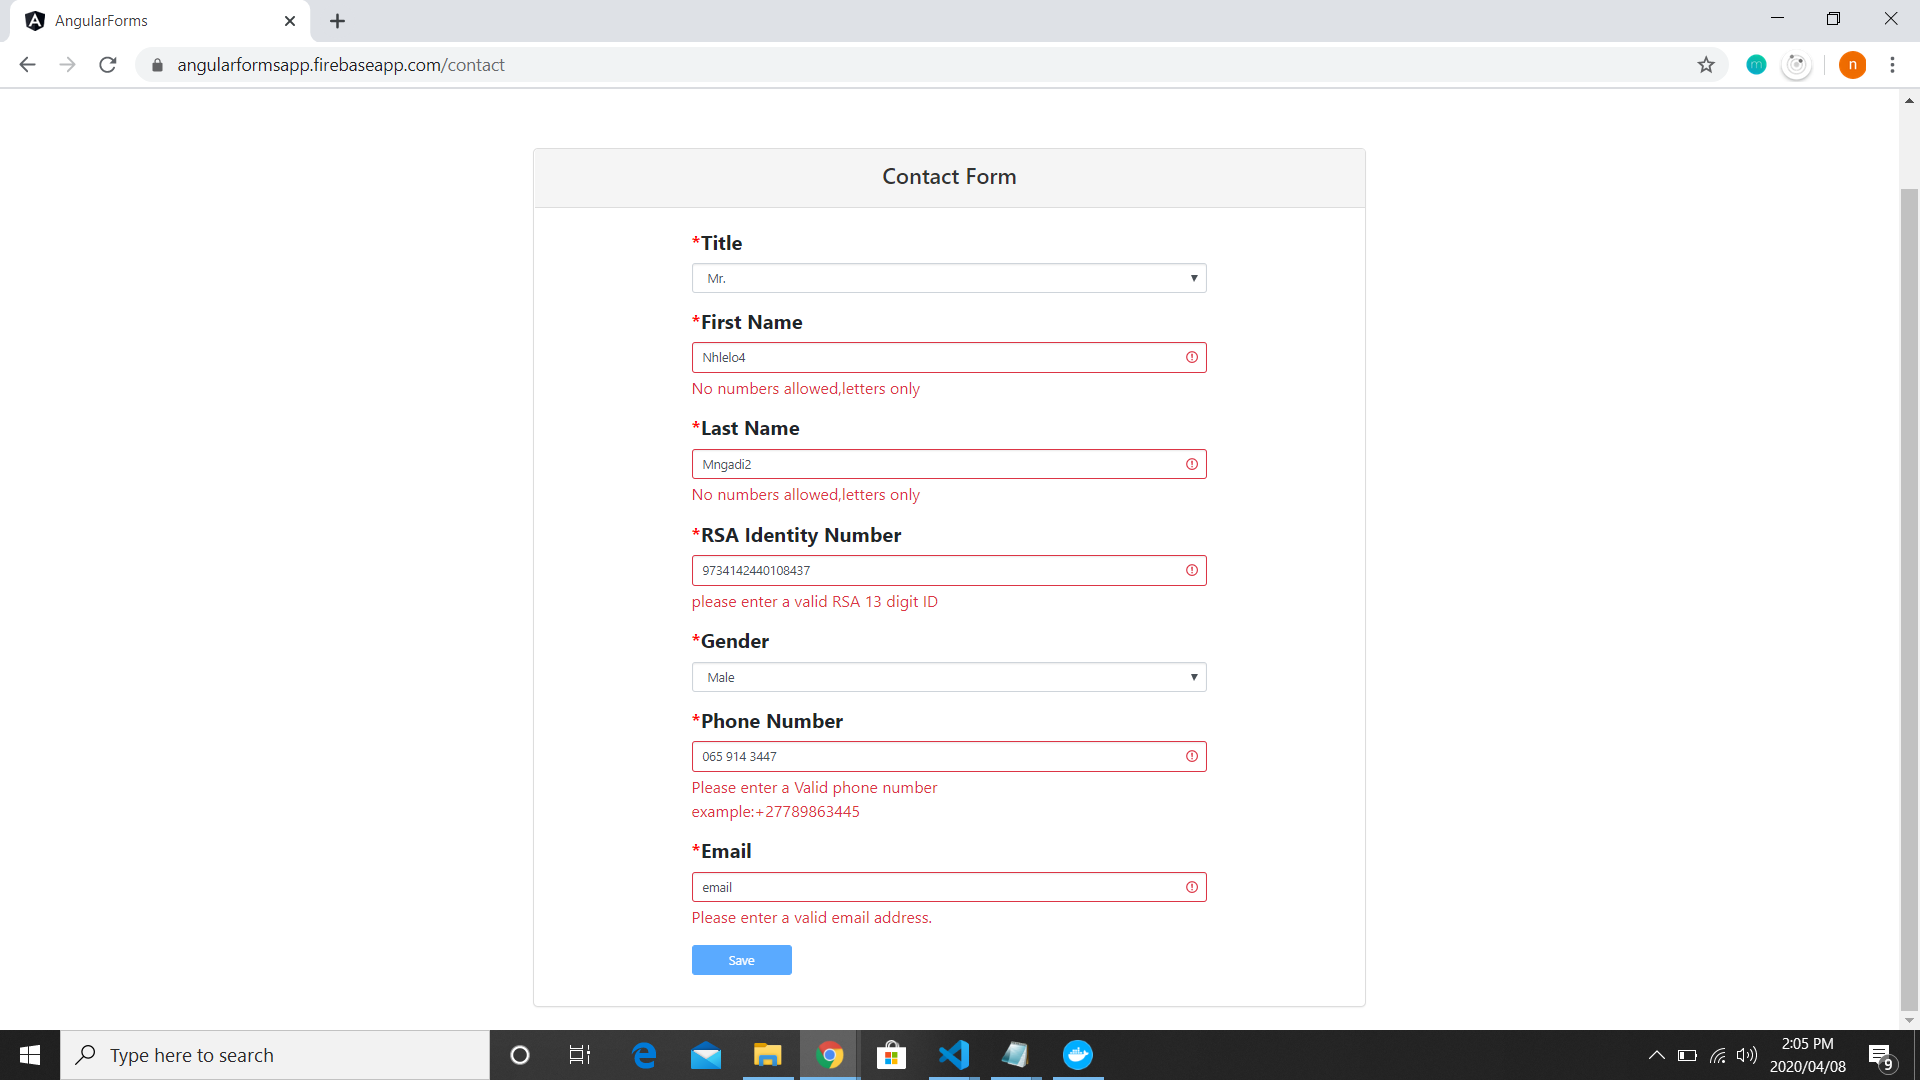 AngularForms
angularformsapp.firebaseapp.com/contact
m
n
Contact Form
*Title
Mr.
*First Name
Nhlelo4
No numbers allowed,letters only
*Last Name
Mngadi2
No numbers allowed,letters only
*RSA Identity Number
9734142440108437
please enter a valid RSA 13 digit ID
*Gender
Male
*Phone Number
065 914 3447
Please enter a Valid phone number
example:+27789863445
*Email
email
Please enter a valid email address.
Save
Type here to search
2:05 PM
2020/04/08
9